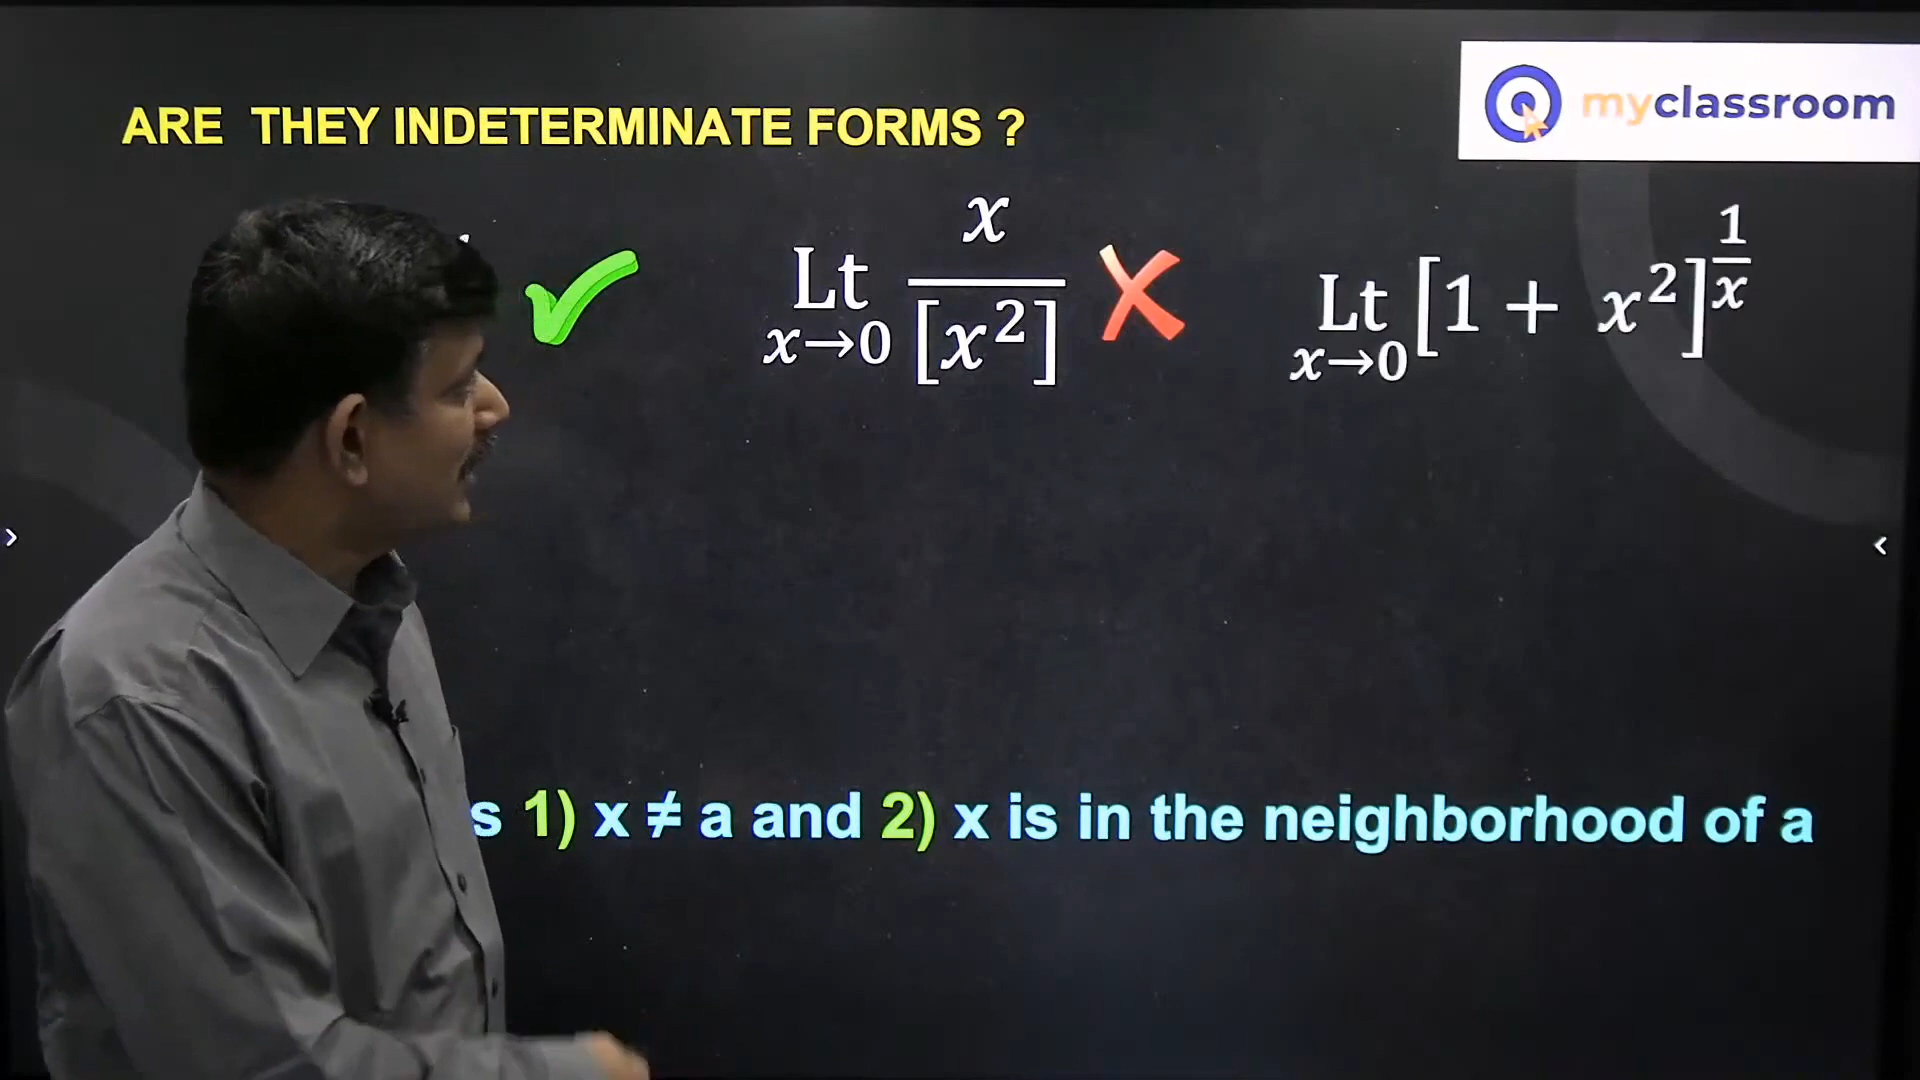 myclassroom
ARE THEY INDETERMINATE FORMS ?
Lt x→0 x/[x²]
Lt x→0 [1 + x²]^(1/x)
s 1) x ≠ a and 2) x is in the neighborhood of a